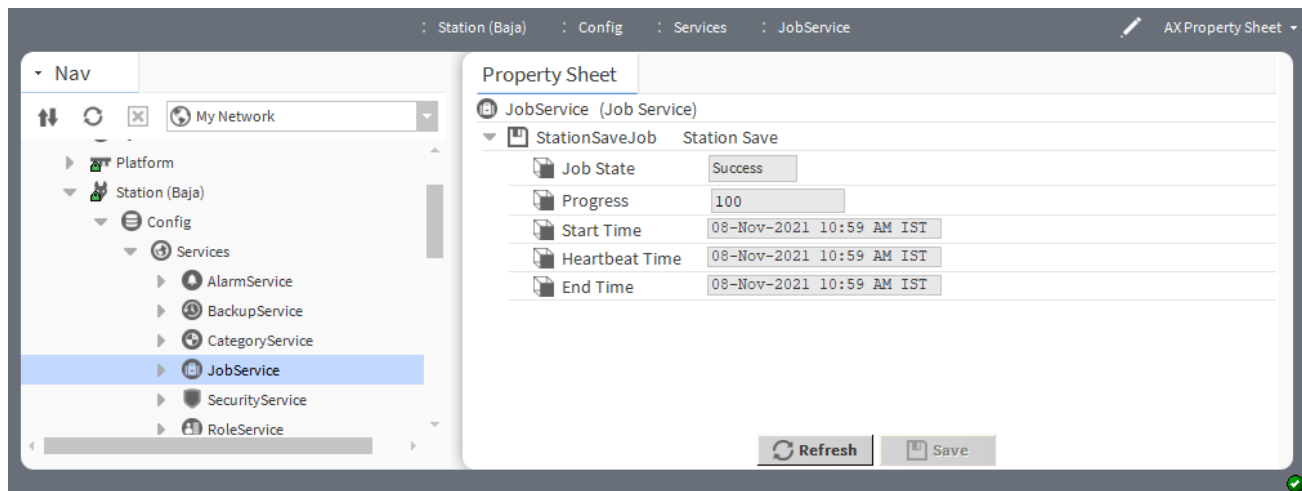 : Station (Baja) : Config : Services : JobService AX Property Sheet
Nav
My Network
Platform
Station (Baja)
Config
Services
AlarmService
BackupService
CategoryService
JobService
SecurityService
RoleService
Property Sheet
JobService (Job Service)
StationSaveJob Station Save
Job State Success
Progress 100
Start Time 08-Nov-2021 10:59 AM IST
Heartbeat Time 08-Nov-2021 10:59 AM IST
End Time 08-Nov-2021 10:59 AM IST
Refresh Save